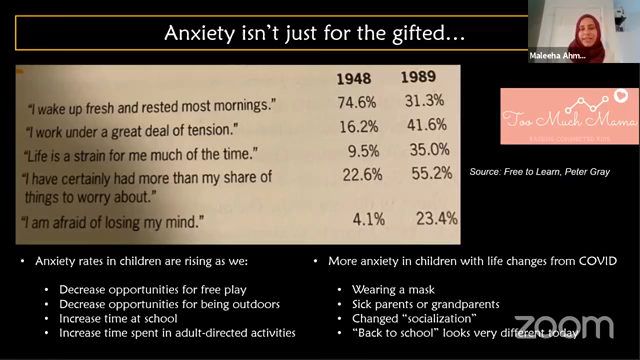 Anxiety isn't just for the gifted...
Maleeha Ahm...
1948 1989
"I wake up fresh and rested most mornings." 74.6% 31.3%
"I work under a great deal of tension." 16.2% 41.6%
"Life is a strain for me much of the time." 9.5% 35.0%
"I have certainly had more than my share of
things to worry about." 22.6% 55.2%
"I am afraid of losing my mind." 4.1% 23.4%
Too Much Mama
Source: Free to Learn, Peter Gray
• Anxiety rates in children are rising as we:
• Decrease opportunities for free play
• Decrease opportunities for being outdoors
• Increase time at school
• Increase time spent in adult-directed activities
• More anxiety in children with life changes from COVID
• Wearing a mask
• Sick parents or grandparents
• Changed "socialization"
• "Back to school" looks very different today
zoom